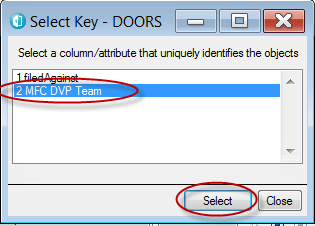 Select Key - DOORS
Select a column/attribute that uniquely identifies the objects
1 filedAgainst
2 MFC DVP Team
Select
Close